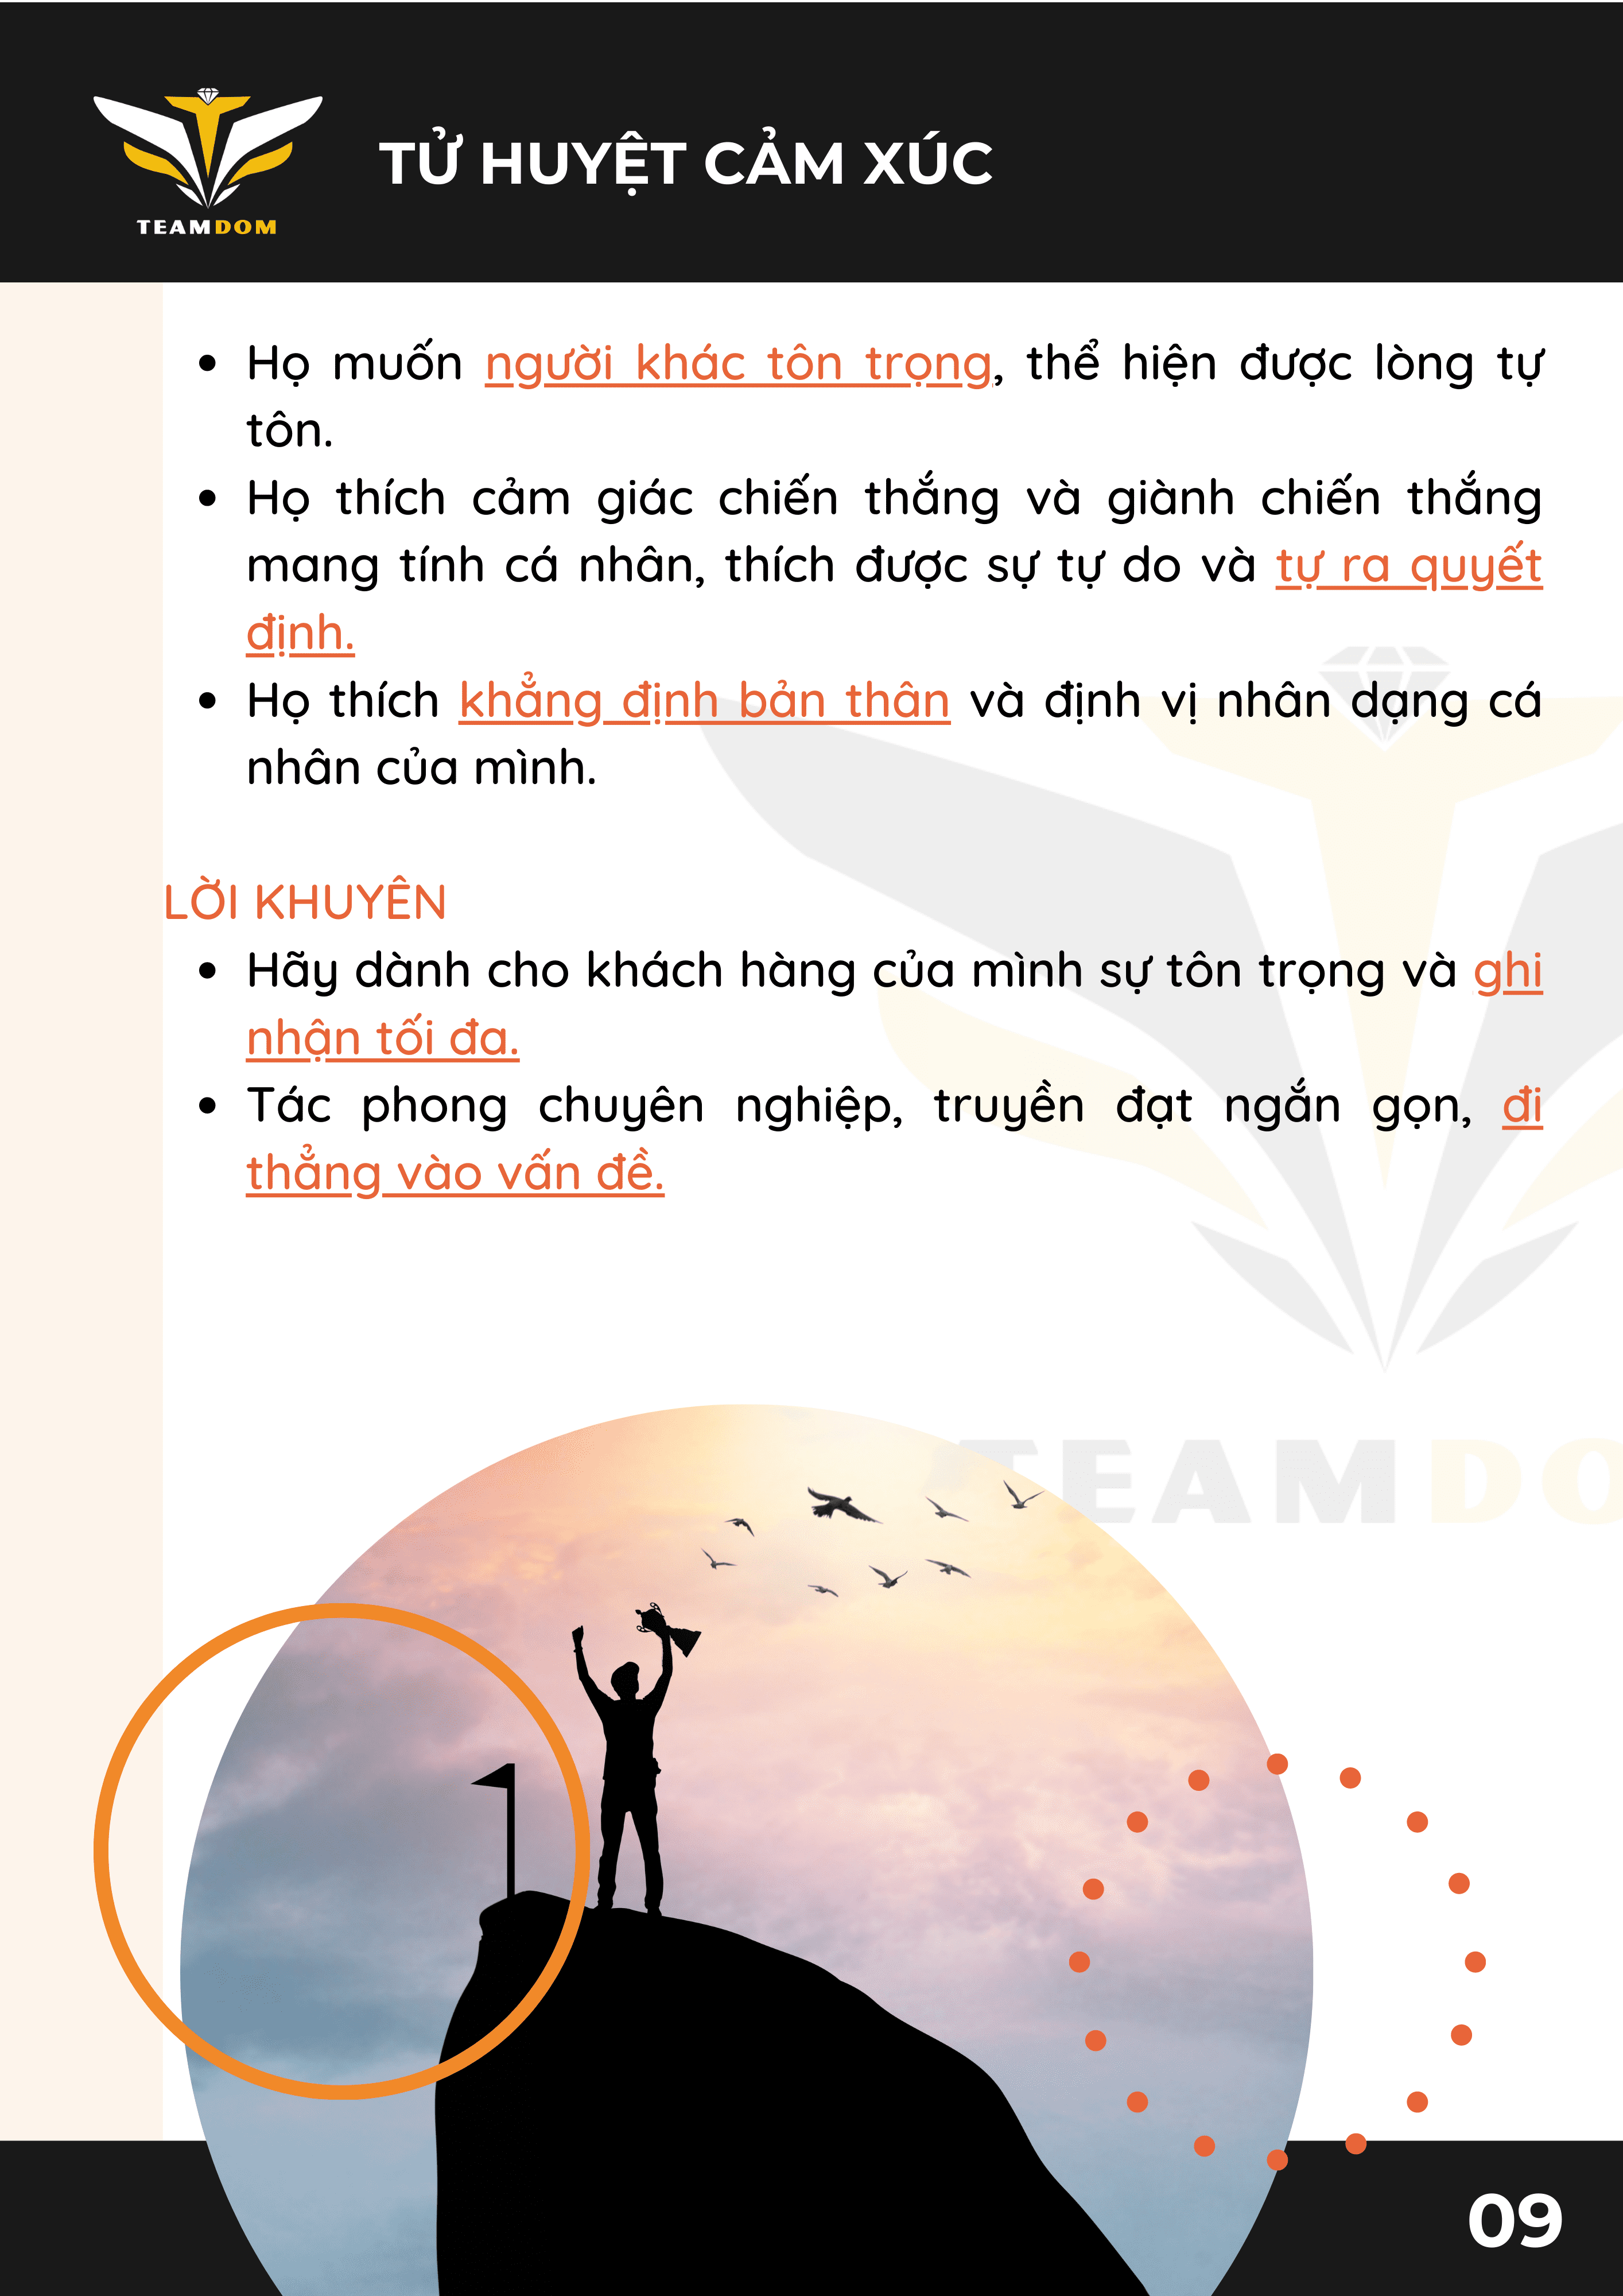 TEAMDOM
TỬ HUYỆT CẢM XÚC
• Họ muốn người khác tôn trọng, thể hiện được lòng tự
tôn.
• Họ thích cảm giác chiến thắng và giành chiến thắng
mang tính cá nhân, thích được sự tự do và tự ra quyết
định.
• Họ thích khẳng định bản thân và định vị nhân dạng cá
nhân của mình.
LỜI KHUYÊN
• Hãy dành cho khách hàng của mình sự tôn trọng và ghi
nhận tối đa.
• Tác phong chuyên nghiệp, truyền đạt ngắn gọn, đi
thẳng vào vấn đề.
TEAMDO
09